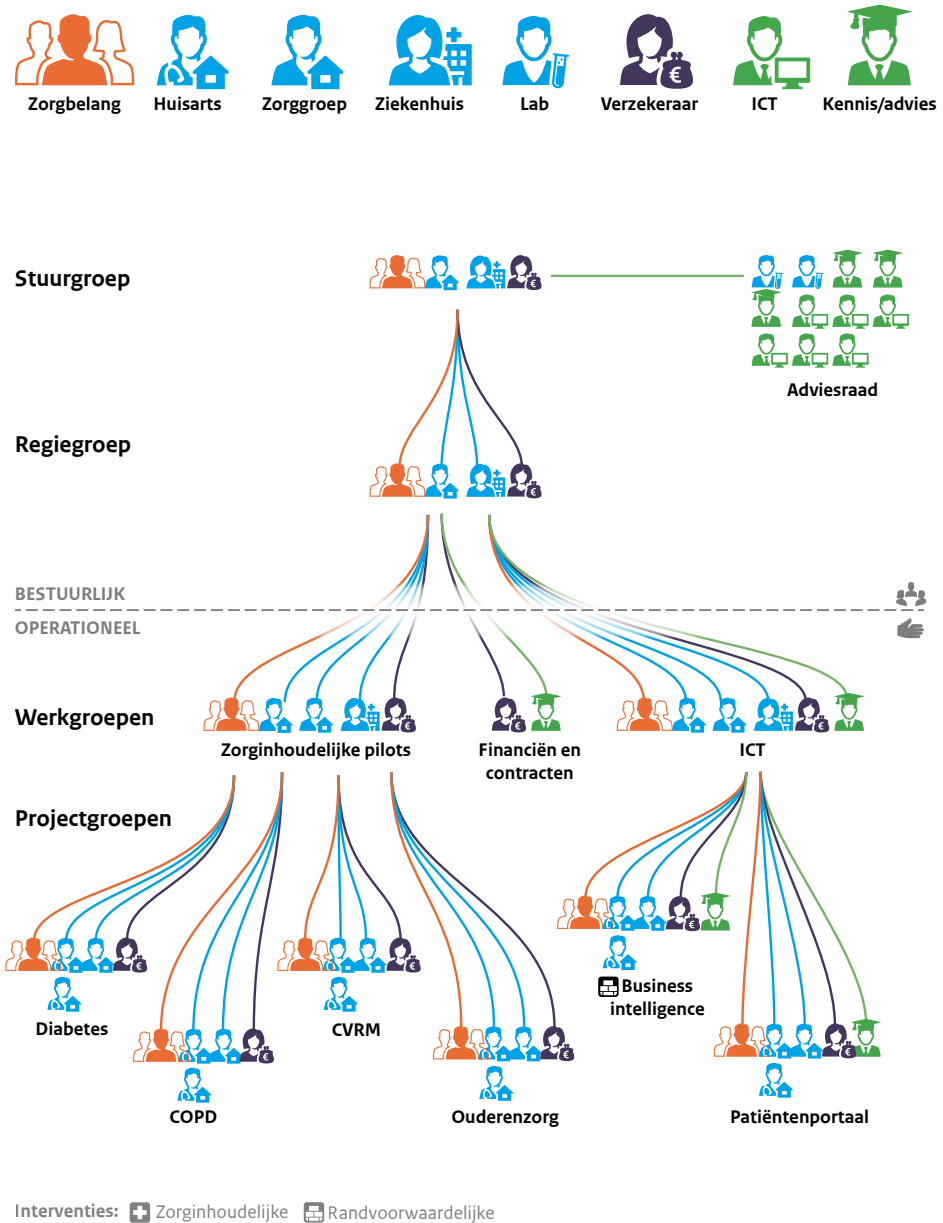 Zorgbelang Huisarts Zorggroep Ziekenhuis Lab Verzekeraar ICT Kennis/advies
Stuurgroep
Adviesraad
Regiegroep
BESTUURLIJK
OPERATIONEEL
Werkgroepen
Zorginhoudelijke pilots
Financiën en
contracten
ICT
Projectgroepen
Diabetes
COPD
CVRM
Ouderenzorg
Business
intelligence
Patiëntenportaal
Interventies: Zorginhoudelijke Randvoorwaardelijke